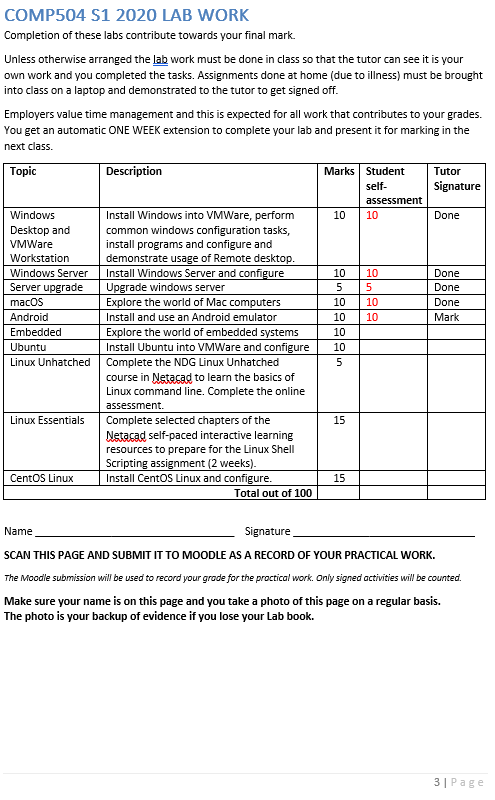 COMP504 S1 2020 LAB WORK
Completion of these labs contribute towards your final mark.
Unless otherwise arranged the lab work must be done in class so that the tutor can see it is your
own work and you completed the tasks. Assignments done at home (due to illness) must be brought
into class on a laptop and demonstrated to the tutor to get signed off.
Employers value time management and this is expected for all work that contributes to your grades.
You get an automatic ONE WEEK extension to complete your lab and present it for marking in the
next class.
Topic Description Marks Student self-assessment Tutor Signature
Windows Desktop and VMWare Workstation Install Windows into VMWare, perform common windows configuration tasks, install programs and configure and demonstrate usage of Remote desktop. 10 10 Done
Windows Server Install Windows Server and configure 10 10 Done
Server upgrade Upgrade windows server 5 5 Done
macOS Explore the world of Mac computers 10 10 Done
Android Install and use an Android emulator 10 10 Mark
Embedded Explore the world of embedded systems 10
Ubuntu Install Ubuntu into VMWare and configure 10
Linux Unhatched Complete the NDG Linux Unhatched course in Netacad to learn the basics of Linux command line. Complete the online assessment. 5
Linux Essentials Complete selected chapters of the Netacad self-paced interactive learning resources to prepare for the Linux Shell Scripting assignment (2 weeks). 15
CentOS Linux Install CentOS Linux and configure. 15
Total out of 100
Name Signature
SCAN THIS PAGE AND SUBMIT IT TO MOODLE AS A RECORD OF YOUR PRACTICAL WORK.
The Moodle submission will be used to record your grade for the practical work. Only signed activities will be counted.
Make sure your name is on this page and you take a photo of this page on a regular basis.
The photo is your backup of evidence if you lose your Lab book.
3 | Page